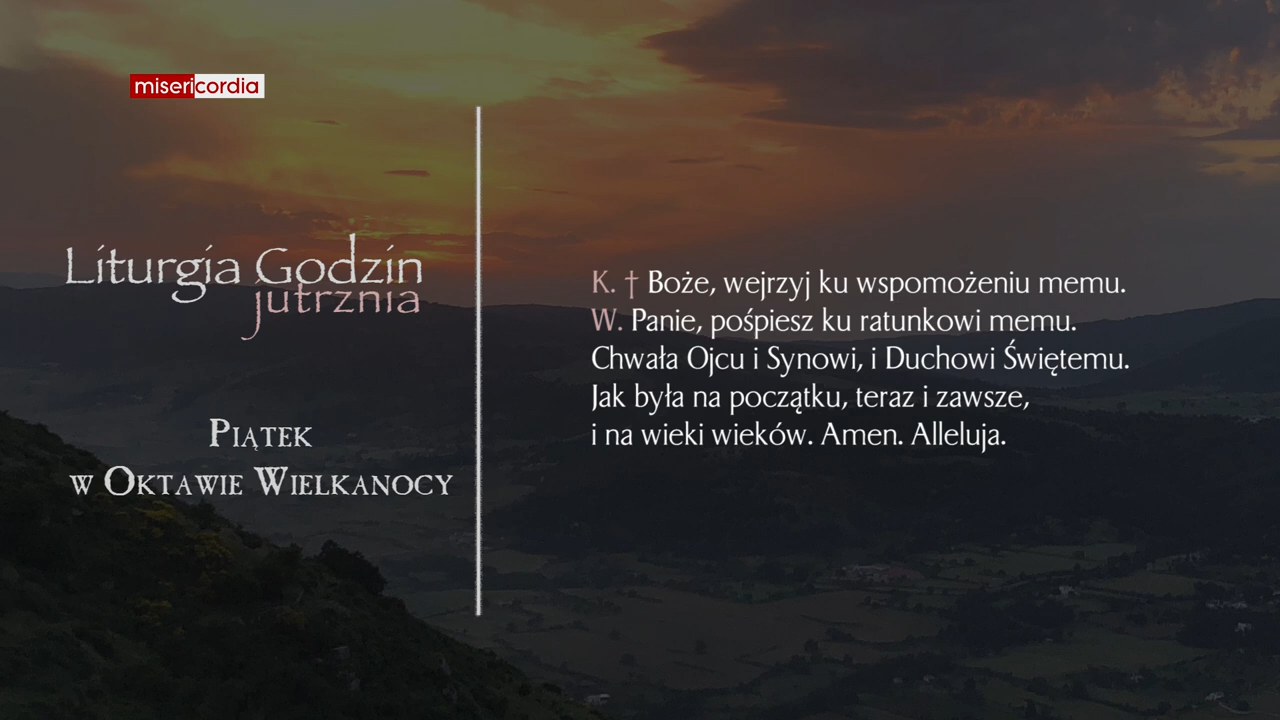 misericordia
Liturgia Godzin
jutrznia
Piątek
w Oktawie Wielkanocy
K. † Boże, wejrzyj ku wspomożeniu memu.
W. Panie, pośpiesz ku ratunkowi memu.
Chwała Ojcu i Synowi, i Duchowi Świętemu.
Jak była na początku, teraz i zawsze,
i na wieki wieków. Amen. Alleluja.